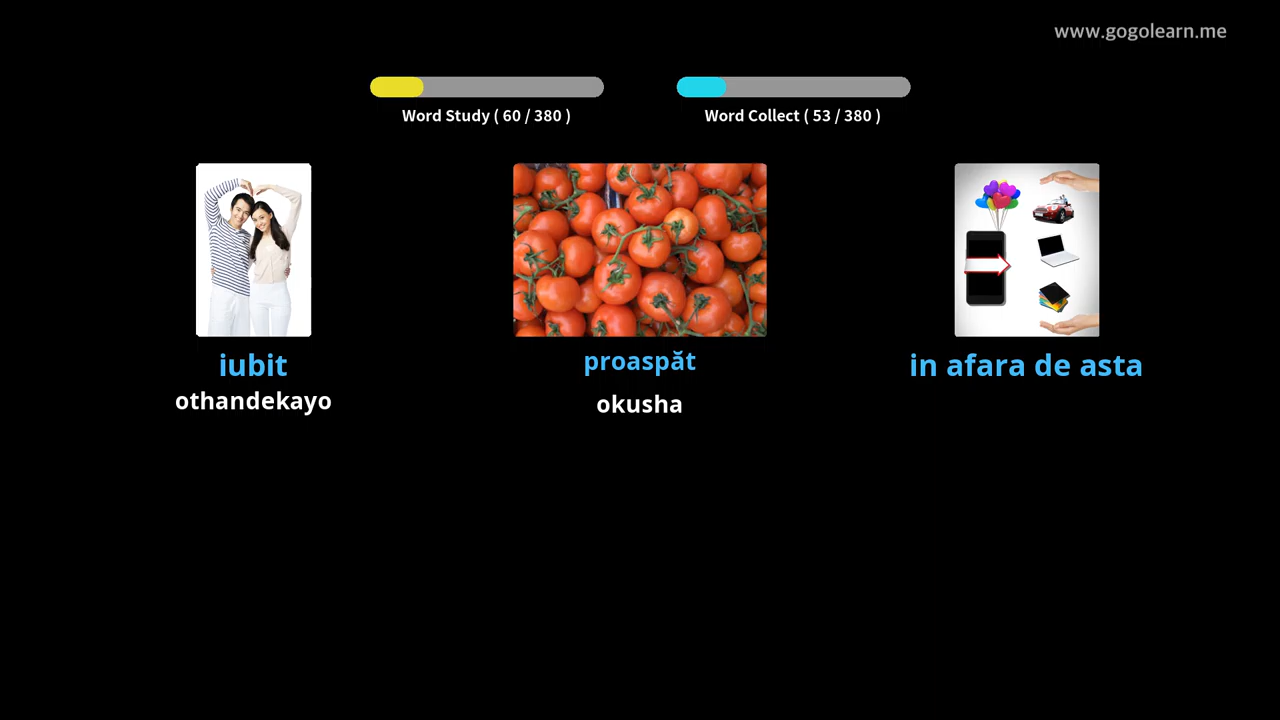 www.gogolearn.me
Word Study ( 60 / 380 )
Word Collect ( 53 / 380 )
iubit
othandekayo
proaspăt
okusha
in afara de asta